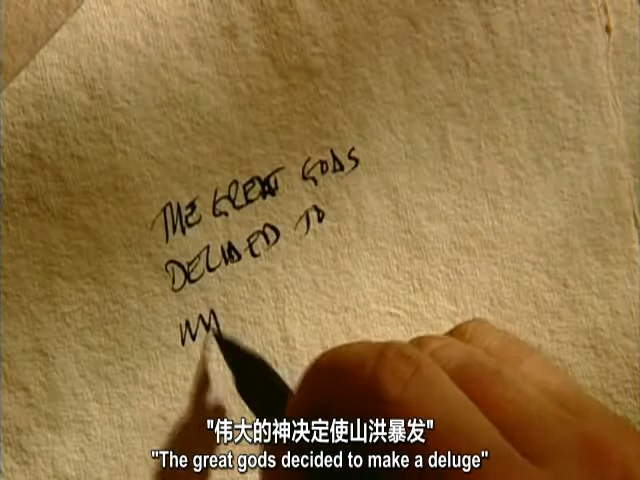 THE GREAT GODS
DECIDED TO
"伟大的神决定使山洪暴发"
"The great gods decided to make a deluge"